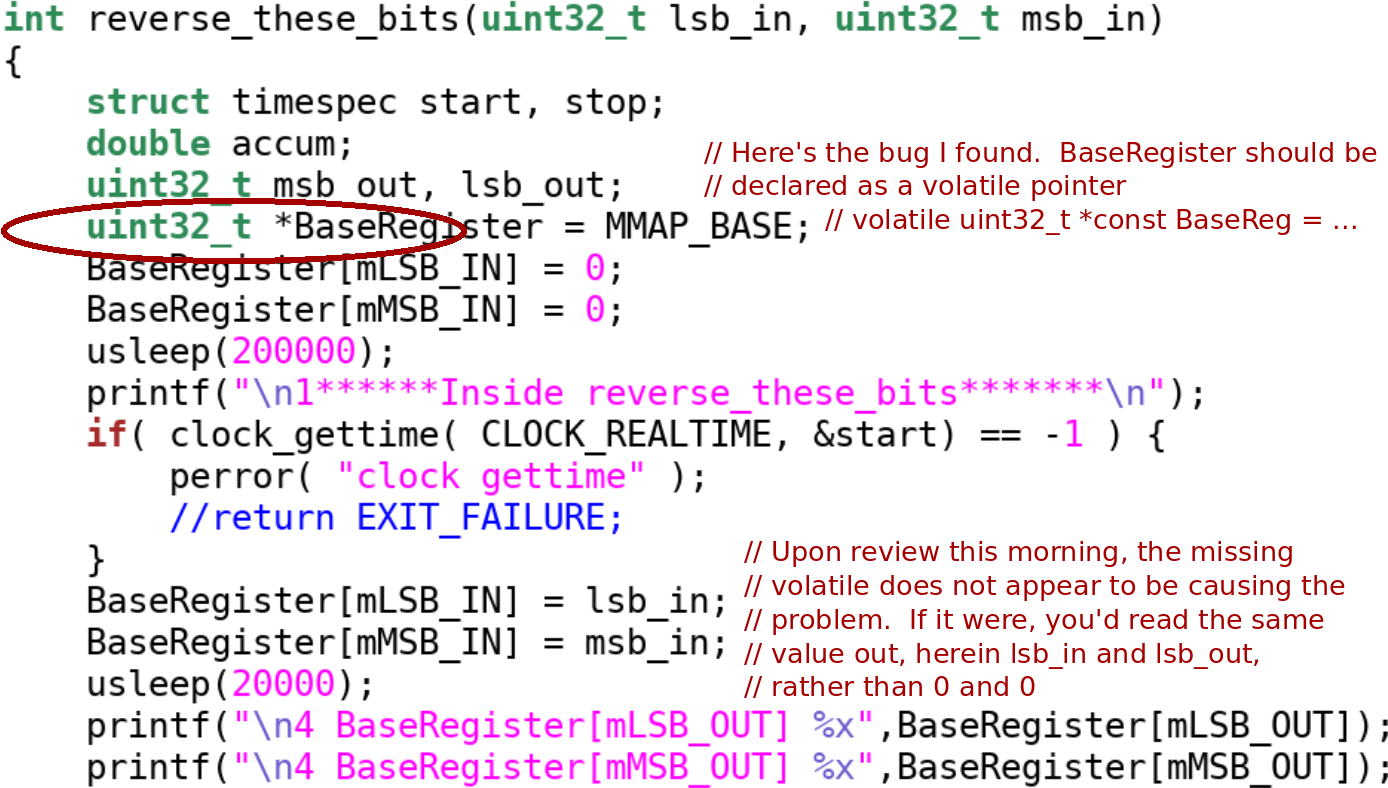 int reverse_these_bits(uint32_t lsb_in, uint32_t msb_in)
{
    struct timespec start, stop;
    double accum;
// Here's the bug I found.  BaseRegister should be
    uint32_t msb_out, lsb_out;
// declared as a volatile pointer
    uint32_t *BaseRegister = MMAP_BASE; // volatile uint32_t *const BaseReg = ...
    BaseRegister[mLSB_IN] = 0;
    BaseRegister[mMSB_IN] = 0;
    usleep(200000);
    printf("\n1******Inside reverse_these_bits*******\n");
    if( clock_gettime( CLOCK_REALTIME, &start) == -1 ) {
        perror( "clock gettime" );
        //return EXIT_FAILURE;
    }
// Upon review this morning, the missing
// volatile does not appear to be causing the
    BaseRegister[mLSB_IN] = lsb_in;
// problem.  If it were, you'd read the same
    BaseRegister[mMSB_IN] = msb_in;
// value out, herein lsb_in and lsb_out,
    usleep(20000);
// rather than 0 and 0
    printf("\n4 BaseRegister[mLSB_OUT] %x",BaseRegister[mLSB_OUT]);
    printf("\n4 BaseRegister[mMSB_OUT] %x",BaseRegister[mMSB_OUT]);